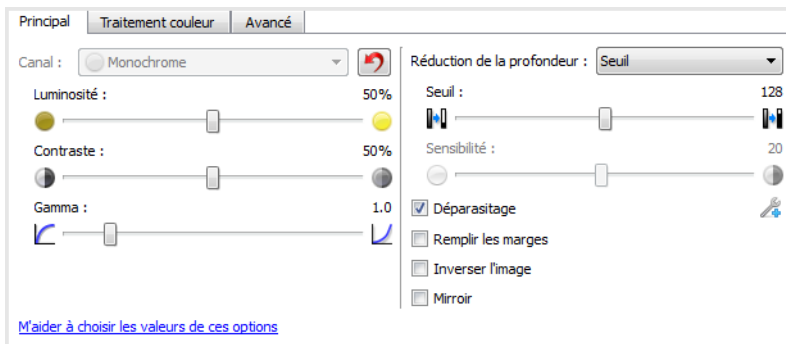 Principal Traitement couleur Avancé
Canal : Monochrome
Luminosité : 50%
Contraste : 50%
Gamma : 1.0
M'aider à choisir les valeurs de ces options
Réduction de la profondeur : Seuil
Seuil : 128
Sensibilité : 20
Déparasitage
Remplir les marges
Inverser l'image
Mirroir